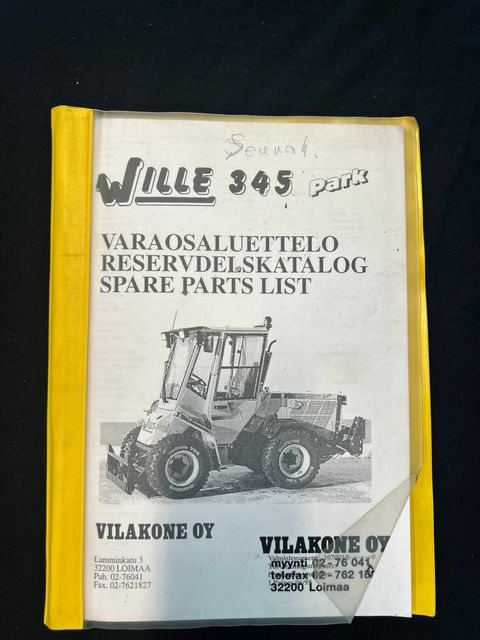 WILLE 345 Park
VARAOSALUETTELO
RESERVDELSKATALOG
SPARE PARTS LIST
Wille
VILAKONE OY
Lamminkatu 3
32200 LOIMAA
Puh. 02-76041
Fax. 02-7621827
VILAKONE OY
myynti 02-76 041
telefax 02-762 18
32200 Loimaa